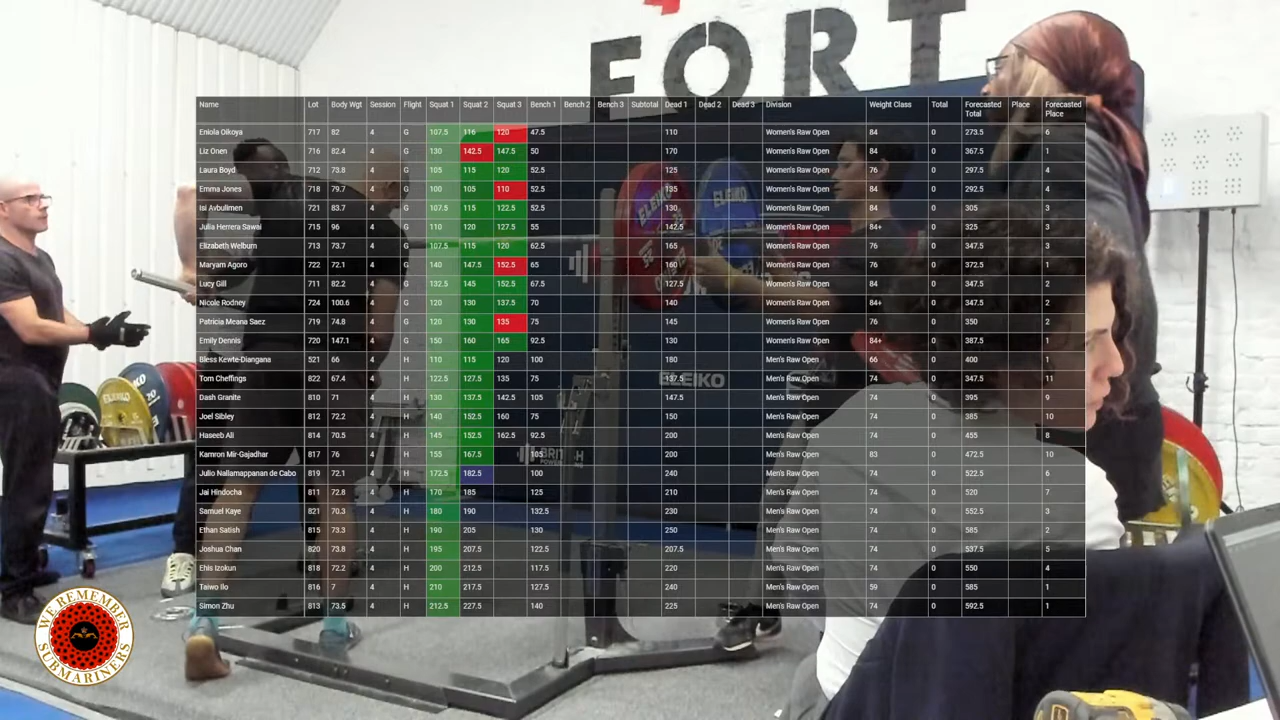 FORT
Name Lot Body Wgt Session Flight Squat 1 Squat 2 Squat 3 Bench 1 Bench 2 Bench 3 Subtotal Dead 1 Dead 2 Dead 3 Division Weight Class Total Forecasted Total Place Forecasted Place
Eniola Oikoya 717 82 4 G 107.5 116 120 47.5 110 Women's Raw Open 84 0 273.5 6
Liz Onen 716 82.4 4 G 130 142.5 147.5 50 170 Women's Raw Open 84 0 367.5 1
Laura Boyd 712 73.8 4 G 105 115 120 52.5 125 Women's Raw Open 76 0 297.5 4
Emma Jones 718 79.7 4 G 100 105 110 52.5 135 Women's Raw Open 84 0 292.5 4
Isi Avbulimen 721 83.7 4 G 107.5 115 122.5 52.5 130 Women's Raw Open 84 0 305 3
Julia Herrera Sawai 715 96 4 G 110 120 127.5 55 142.5 Women's Raw Open 84+ 0 325 3
Elizabeth Welburn 713 73.7 4 G 107.5 115 120 62.5 165 Women's Raw Open 76 0 347.5 3
Maryam Agoro 722 72.1 4 G 140 147.5 152.5 65 160 Women's Raw Open 76 0 372.5 1
Lucy Gill 711 82.2 4 G 132.5 145 152.5 67.5 127.5 Women's Raw Open 84 0 347.5 2
Nicole Rodney 724 100.6 4 G 120 130 137.5 70 140 Women's Raw Open 84+ 0 347.5 2
Patricia Meana Saez 719 74.8 4 G 120 130 135 75 145 Women's Raw Open 76 0 350 2
Emily Dennis 720 147.1 4 G 150 160 165 92.5 130 Women's Raw Open 84+ 0 387.5 1
Bless Kewte-Diangana 521 66 4 H 110 115 120 100 180 Men's Raw Open 66 0 400 1
Tom Cheffings 822 67.4 4 H 122.5 127.5 135 75 137.5 Men's Raw Open 74 0 347.5 11
Dash Granite 810 71 4 H 130 137.5 142.5 105 147.5 Men's Raw Open 74 0 395 9
Joel Sibley 812 72.2 4 H 140 152.5 160 75 150 Men's Raw Open 74 0 385 10
Haseeb Ali 814 70.5 4 H 145 152.5 162.5 92.5 200 Men's Raw Open 74 0 455 8
Kamron Mir-Gajadhar 817 76 4 H 155 167.5 105 200 Men's Raw Open 83 0 472.5 10
Julio Nallamappanan de Cabo 819 72.1 4 H 172.5 182.5 100 240 Men's Raw Open 74 0 522.5 6
Jai Hindocha 811 72.8 4 H 170 185 125 210 Men's Raw Open 74 0 520 7
Samuel Kaye 821 70.3 4 H 180 190 132.5 230 Men's Raw Open 74 0 552.5 3
Ethan Satish 815 73.3 4 H 190 205 130 250 Men's Raw Open 74 0 585 2
Joshua Chan 820 73.8 4 H 195 207.5 122.5 207.5 Men's Raw Open 74 0 537.5 5
Ehis Izokun 818 72.2 4 H 200 212.5 117.5 220 Men's Raw Open 74 0 550 4
Taiwo Ilo 816 7 4 H 210 217.5 127.5 240 Men's Raw Open 59 0 585 1
Simon Zhu 813 73.5 4 H 212.5 227.5 140 225 Men's Raw Open 74 0 592.5 1
ELEIKO
ELEIKO
ELEIKO
WE REMEMBER
SUBMARINERS